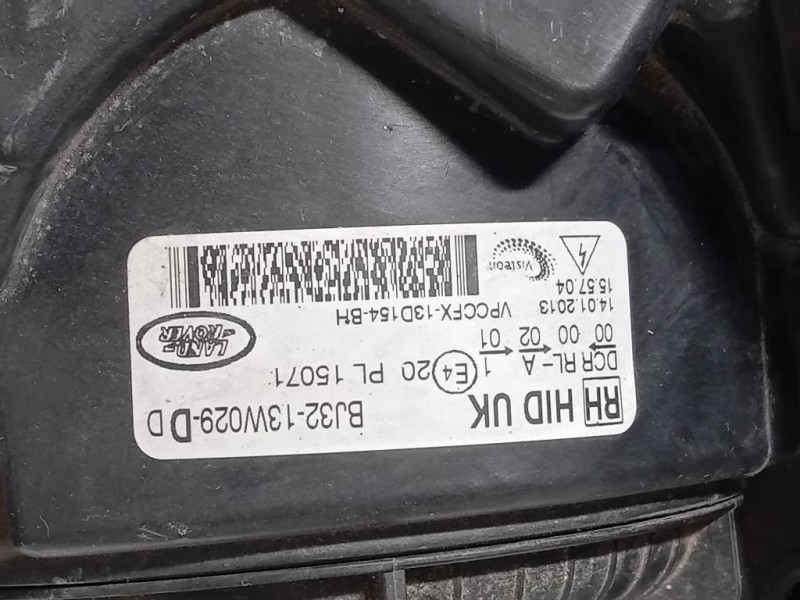 RH HID UK BJ32-13W029-D D
DCR RL- A 1 E4 20 PL 15071
00 00 02 01
LAND-
ROVER
14.01.2013 VPCCFX-13D154-BH
15.57.04
Visteon